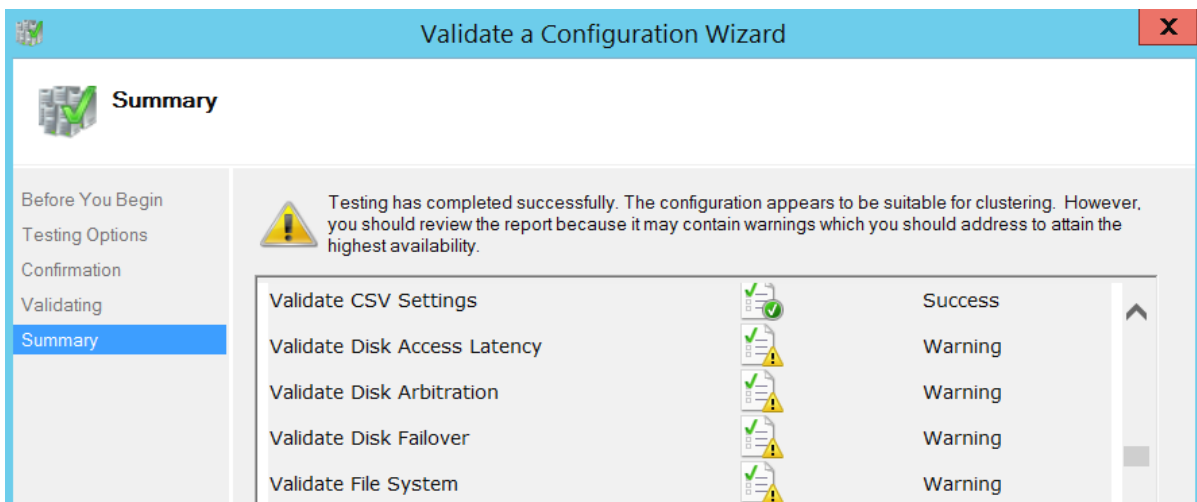 Validate a Configuration Wizard
X
Summary
Before You Begin
Testing Options
Confirmation
Validating
Summary
Testing has completed successfully. The configuration appears to be suitable for clustering. However,
you should review the report because it may contain warnings which you should address to attain the
highest availability.
Validate CSV Settings Success
Validate Disk Access Latency Warning
Validate Disk Arbitration Warning
Validate Disk Failover Warning
Validate File System Warning